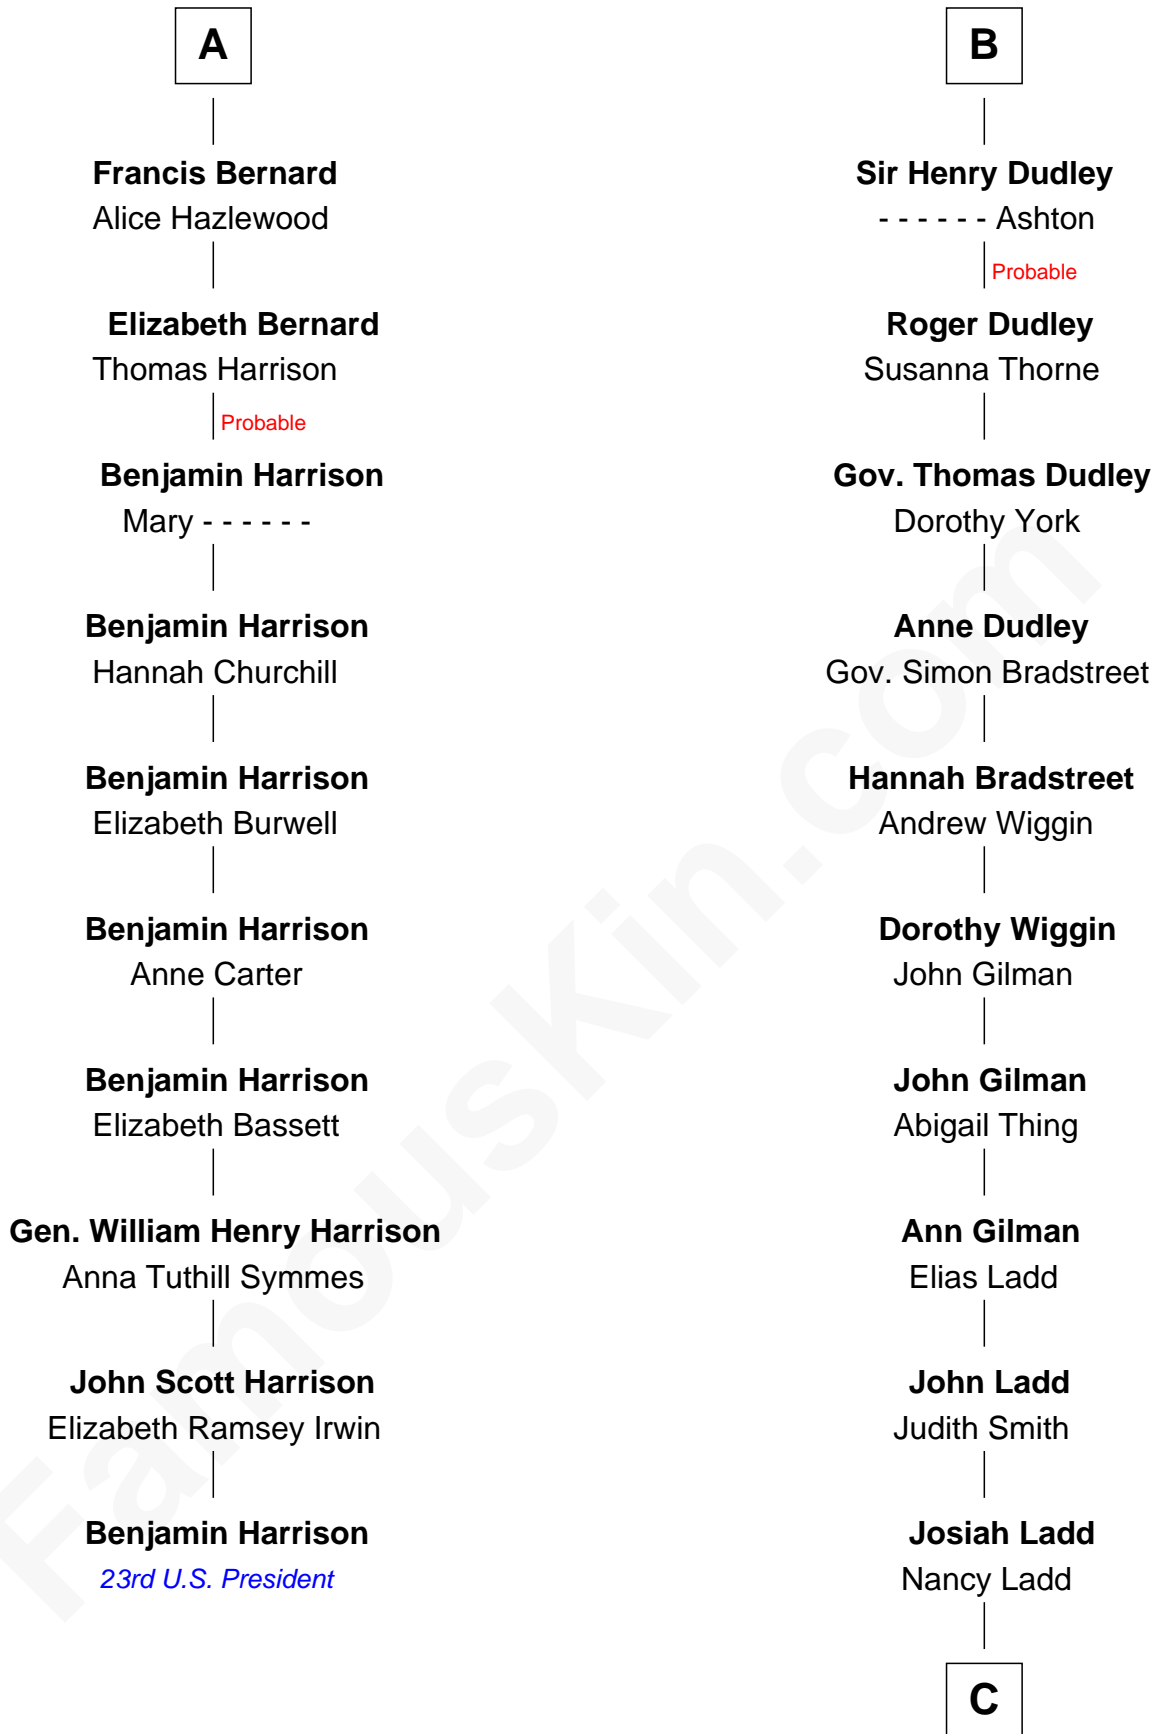 A
Francis Bernard
Alice Hazlewood
Elizabeth Bernard
Thomas Harrison
Probable
Benjamin Harrison
Mary - - - - - -
Benjamin Harrison
Hannah Churchill
Benjamin Harrison
Elizabeth Burwell
Benjamin Harrison
Anne Carter
Benjamin Harrison
Elizabeth Bassett
Gen. William Henry Harrison
Anna Tuthill Symmes
John Scott Harrison
Elizabeth Ramsey Irwin
Benjamin Harrison
23rd U.S. President
B
Sir Henry Dudley
- - - - - - Ashton
Probable
Roger Dudley
Susanna Thorne
Gov. Thomas Dudley
Dorothy York
Anne Dudley
Gov. Simon Bradstreet
Hannah Bradstreet
Andrew Wiggin
Dorothy Wiggin
John Gilman
John Gilman
Abigail Thing
Ann Gilman
Elias Ladd
John Ladd
Judith Smith
Josiah Ladd
Nancy Ladd
C
FamousKin.com